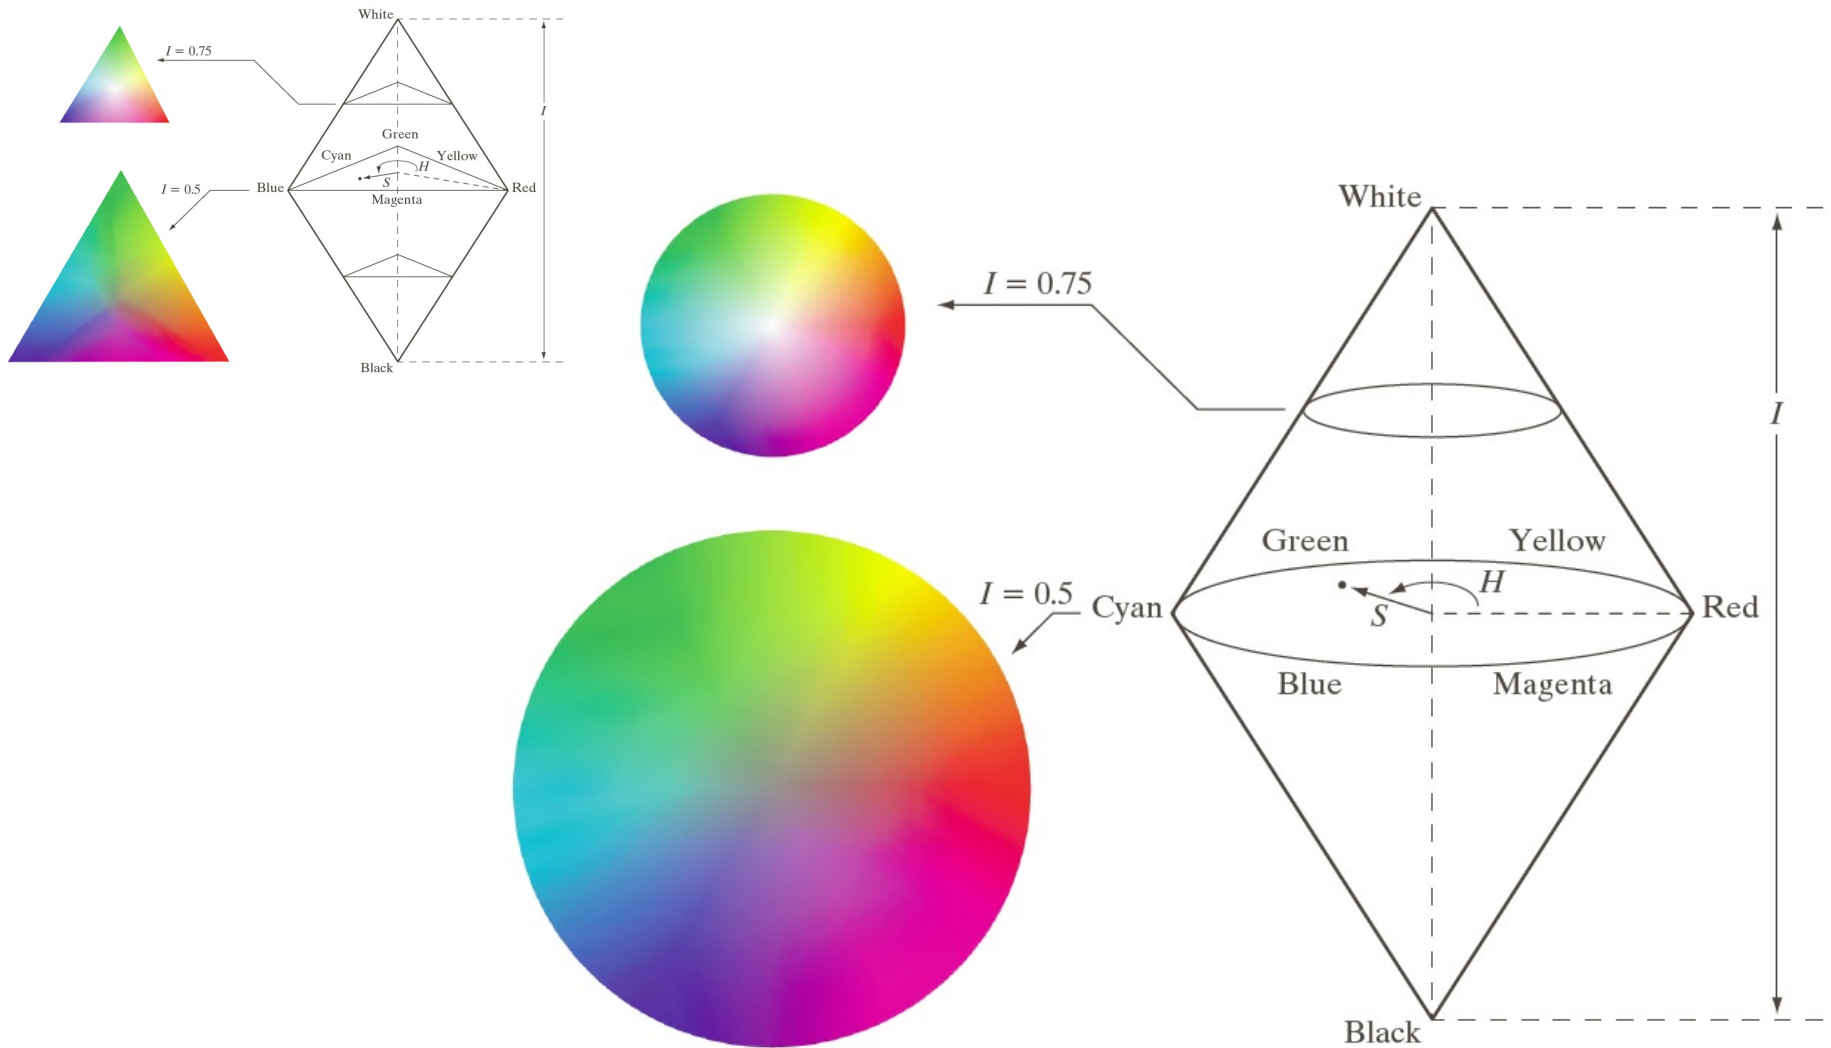 White
I = 0.75
I
Green
Cyan
Yellow
H
I = 0.5
Blue
S
Red
Magenta
Black
White
I = 0.75
I
Green
Yellow
H
I = 0.5
Cyan
S
Red
Blue
Magenta
Black